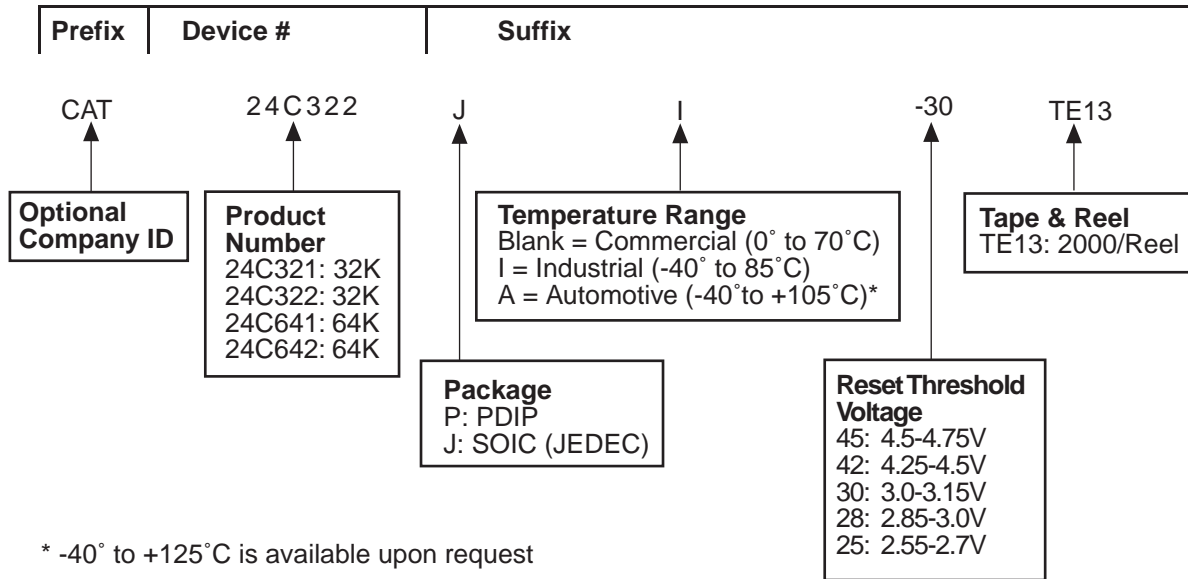 Prefix Device # Suffix
CAT 24C322 J I -30 TE13
Optional
Company ID
Product
Number
24C321: 32K
24C322: 32K
24C641: 64K
24C642: 64K
Temperature Range
Blank = Commercial (0˚ to 70˚C)
I = Industrial (-40˚ to 85˚C)
A = Automotive (-40˚to +105˚C)*
Tape & Reel
TE13: 2000/Reel
Package
P: PDIP
J: SOIC (JEDEC)
Reset Threshold
Voltage
45: 4.5-4.75V
42: 4.25-4.5V
30: 3.0-3.15V
28: 2.85-3.0V
25: 2.55-2.7V
* -40˚ to +125˚C is available upon request